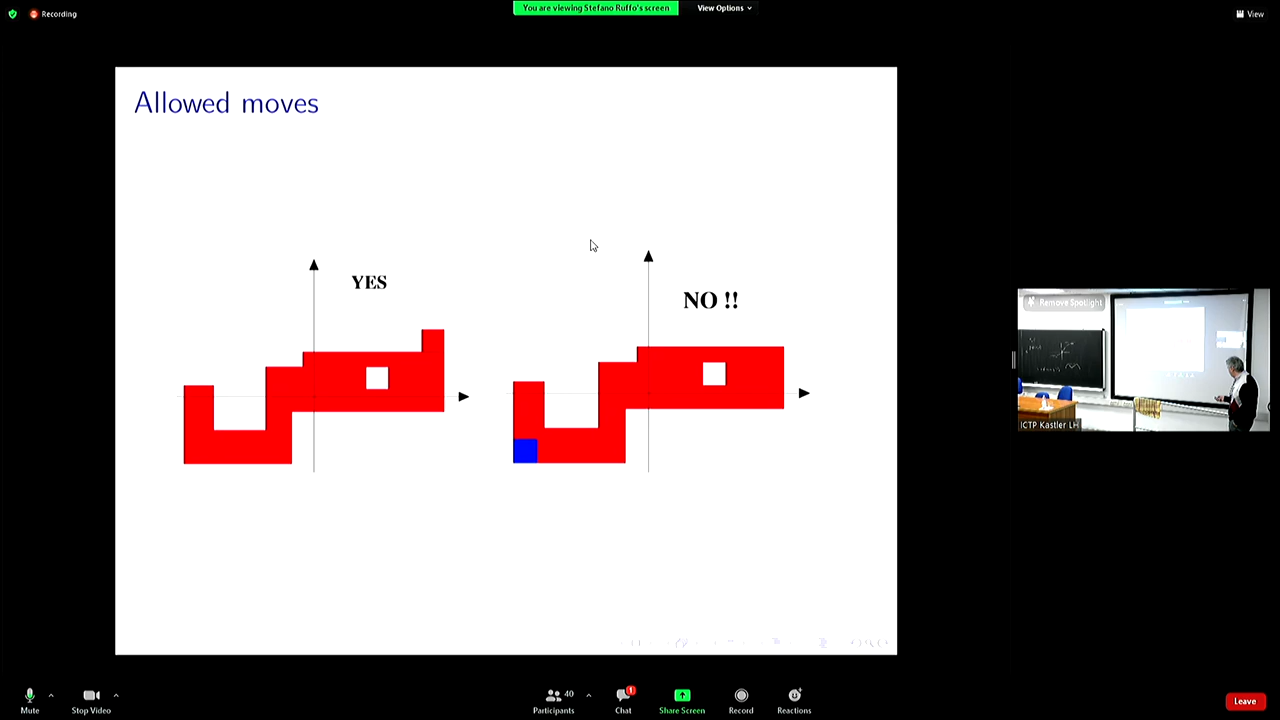 Recording
You are viewing Stefano Ruffo's screen
View Options
View
Allowed moves
YES
NO !!
Remove Spotlight
ICTP Kastler LH
Mute
Stop Video
Participants
40
Chat
1
Share Screen
Record
Reactions
Leave